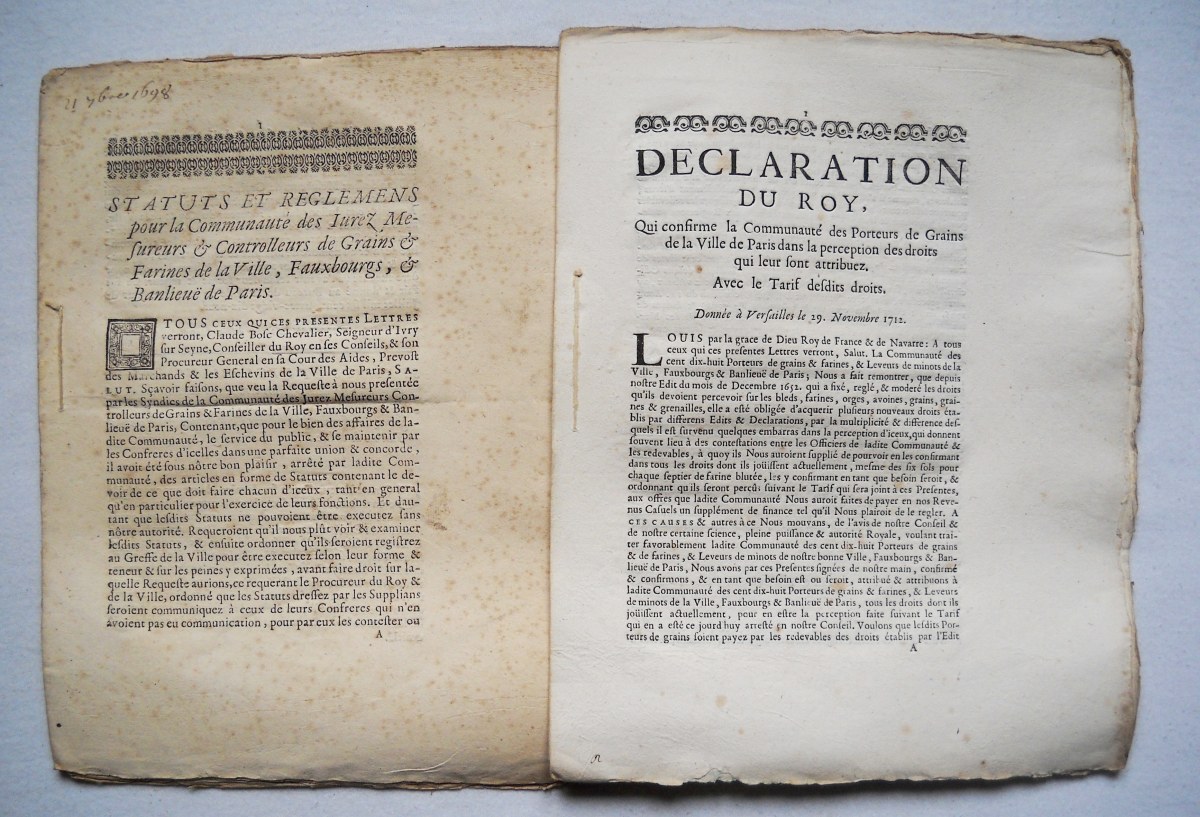 11 7bre 1698
1
STATUTS ET REGLEMENS
pour la Communauté des Iurez Me-
ſureurs & Controlleurs de Grains &
Farines de la Ville, Fauxbourgs, &
Banlieuë de Paris.
TOUS CEUX QUI CES PRESENTES LETTRES
verront, Claude Boſc Chevalier, Seigneur d'Ivry
ſur Seyne, Conſeiller du Roy en ſes Conſeils, & ſon
Procureur General en ſa Cour des Aides, Prevoſt
des Marchands & les Eſchevins de la Ville de Paris, SA-
LUT. Sçavoir faiſons, que veu la Requeſte à nous preſentée
par les Syndics de la Communauté des Jurez Meſureurs Con-
trolleurs de Grains & Farines de la Ville, Fauxbourgs & Ban-
lieuë de Paris, Contenant, que pour le bien des affaires de la-
dite Communauté, le ſervice du public, & ſe maintenir par
les Confreres d'icelles dans une parfaite union & concorde,
il avoit été ſous nôtre bon plaiſir, arrêté par ladite Com-
munauté, des articles en forme de Statuts contenant le de-
voir de ce que doit faire chacun d'iceux, tant en general
qu'en particulier pour l'exercice de leurs fonctions. Et dau-
tant que leſdits Statuts ne pouvoient être executez ſans
nôtre autorité. Requeroient qu'il nous plût voir & examiner
leſdits Statuts, & enſuite ordonner qu'ils ſeroient regiſtrez
au Greffe de la Ville pour être executez ſelon leur forme &
teneur & ſur les peines y exprimées, avant faire droit ſur la-
quelle Requeſte aurions, ce requerant le Procureur du Roy &
de la Ville, ordonné que les Statuts dreſſez par les Supplians
ſeroient communiquez à ceux de leurs Confreres qui n'en
avoient pas eu communication, pour par eux les conteſter ou
A
1
DECLARATION
DU ROY,
Qui confirme la Communauté des Porteurs de Grains
de la Ville de Paris dans la perception des droits
qui leur ſont attribuez.
Avec le Tarif deſdits droits.
Donnée à Verſailles le 29. Novembre 1712.
LOUIS par la grace de Dieu Roy de France & de Navarre: A tous
ceux qui ces preſentes Lettres verront, Salut. La Communauté des
cent dix-huit Porteurs de grains & farines, & Leveurs de minots de la
Ville, Fauxbourgs & Banlieuë de Paris; Nous a fait remontrer, que depuis
noſtre Edit du mois de Decembre 1652. qui a fixé, reglé, & moderé les droits
qu'ils devoient percevoir ſur les bleds, farines, orges, avoines, grains, grai-
nes & grenailles, elle a eſté obligée d'acquerir pluſieurs nouveaux droits éta-
blis par differens Edits & Declarations, par la multiplicité & difference deſ-
quels il eſt ſurvenu quelques embarras dans la perception d'iceux, qui donnent
ſouvent lieu à des conteſtations entre les Officiers de ladite Communauté &
les redevables, à quoy ils Nous auroient ſupplié de pourvoir en les confirmant
dans tous les droits dont ils joüiſſent actuellement, meſme des ſix ſols pour
chaque ſeptier de farine blutée, les y confirmant en tant que beſoin ſeroit, &
ordonnant qu'ils ſeront percûs ſuivant le Tarif qui ſera joint à ces Preſentes,
aux offres que ladite Communauté Nous auroit faites de payer en nos Reve-
nus Caſuels un ſupplément de finance tel qu'il Nous plairoit de le regler. A
CES CAUSES & autres à ce Nous mouvans, de l'avis de noſtre Conſeil &
de noſtre certaine ſcience, pleine puiſſance & autorité Royale, voulant trai-
ter favorablement ladite Communauté des cent dix-huit Porteurs de grains
& de farines, & Leveurs de minots de noſtre bonne Ville, Fauxbourgs & Ban-
lieuë de Paris, Nous avons par ces Preſentes ſignées de noſtre main, confirmé
& confirmons, & en tant que beſoin eſt ou ſeroit, attribué & attribuons à
ladite Communauté des cent dix-huit Porteurs de grains & farines, & Leveurs
de minots de la Ville, Fauxbourgs & Banlieuë de Paris, tous les droits dont ils
joüiſſent actuellement, pour en eſtre la perception faite ſuivant le Tarif
qui en a eſté ce jourd'huy arreſté en noſtre Conſeil. Voulons que leſdits Por-
teurs de grains ſoient payez par les redevables des droits établis par l'Edit
A